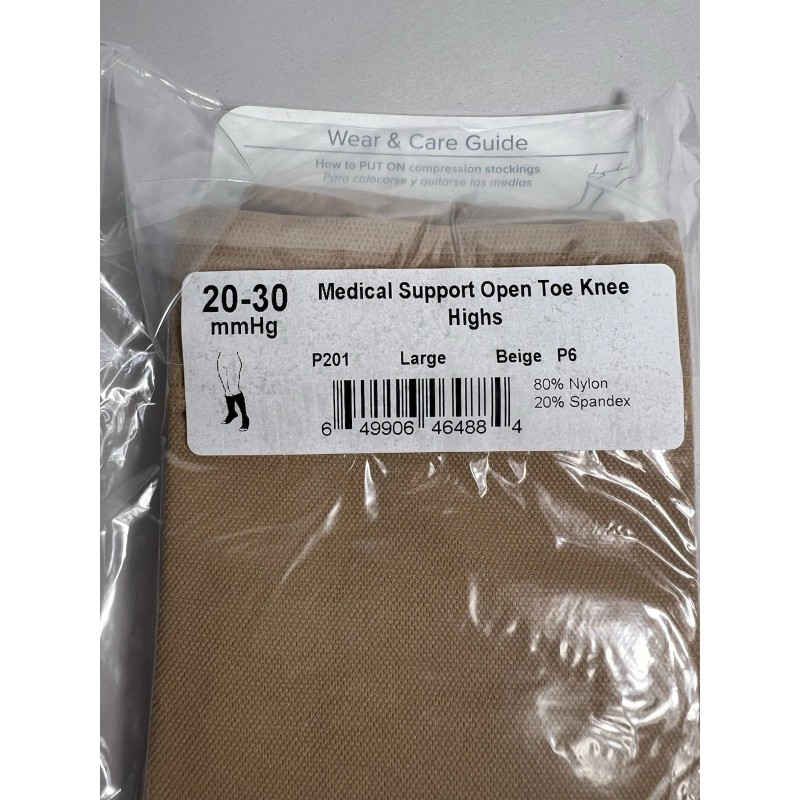 Wear & Care Guide
How to PUT ON compression stockings
Para calocarse y quitarse las medias
20-30
mmHg
Medical Support Open Toe Knee
Highs
P201 Large Beige P6
80% Nylon
20% Spandex
6 49906 46488 4